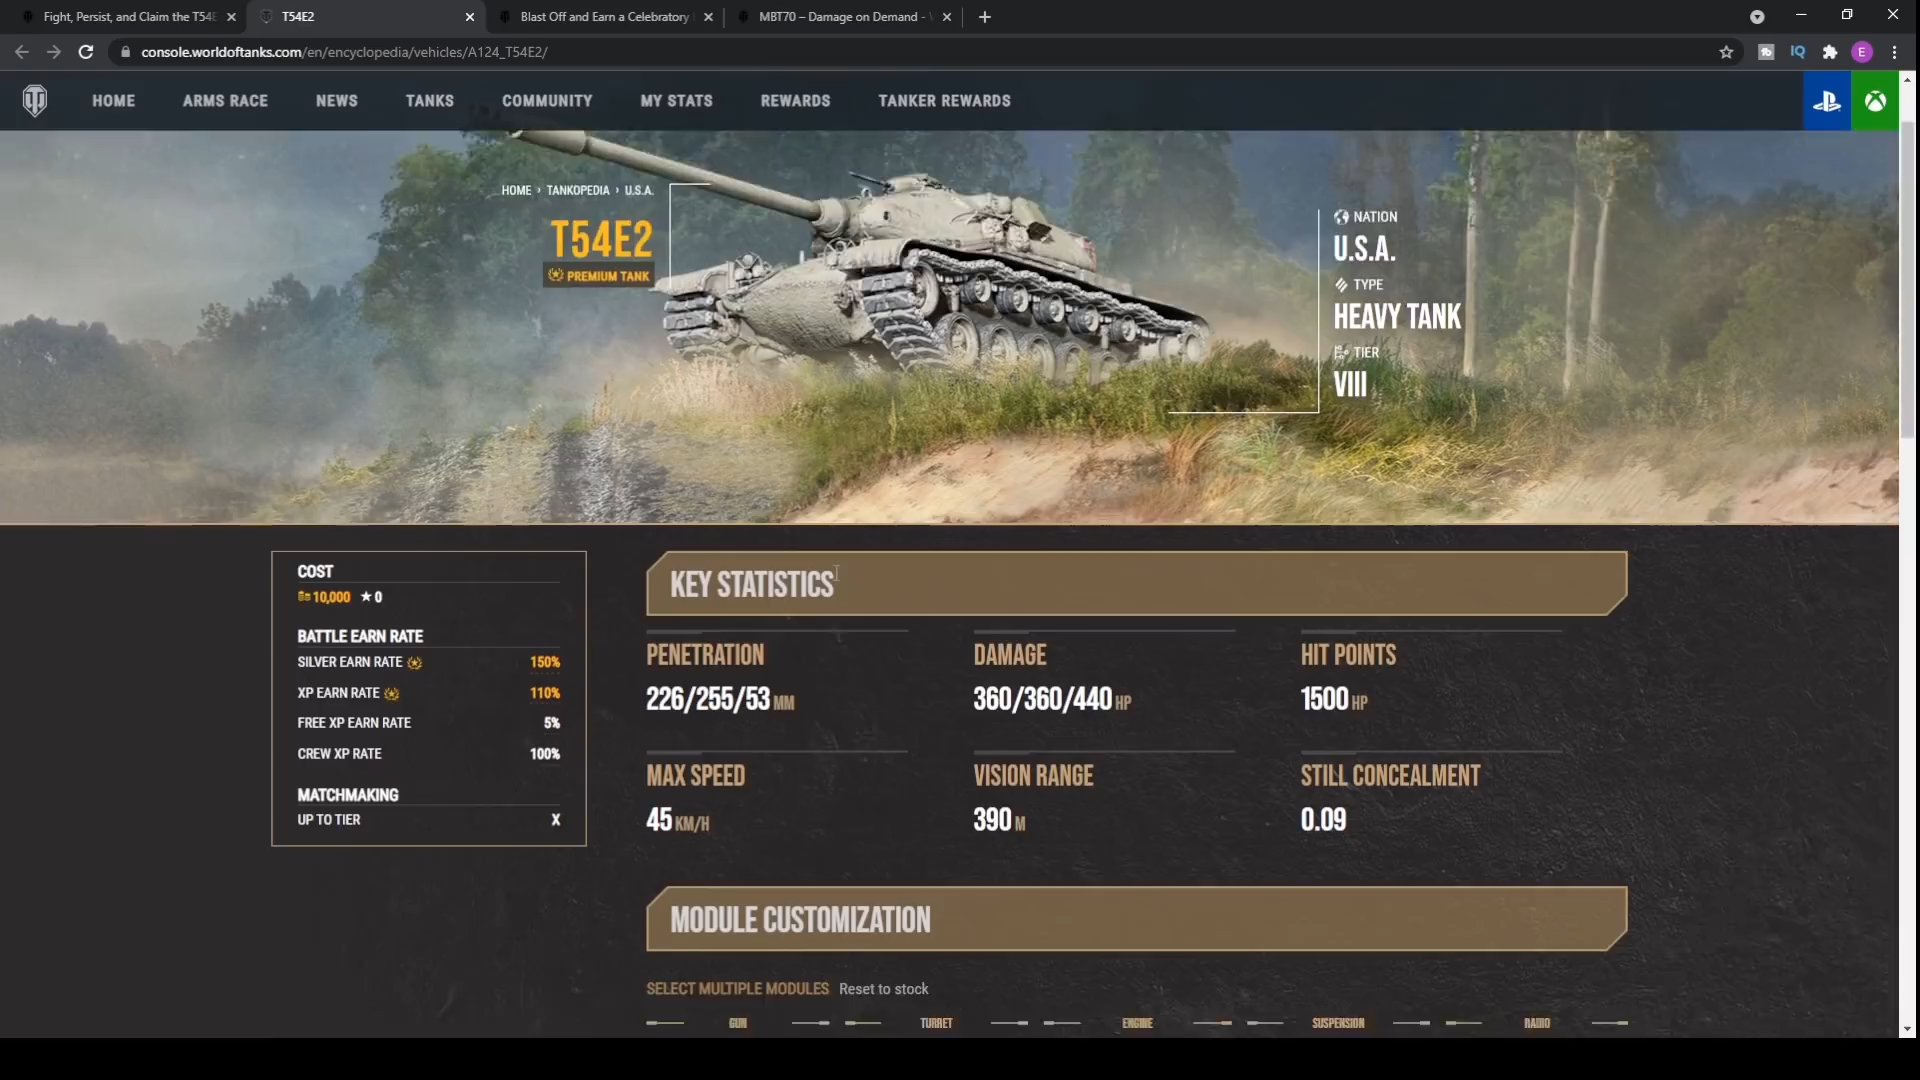 Fight, Persist, and Claim the T54E
T54E2
Blast Off and Earn a Celebratory
MBT70 – Damage on Demand -
console.worldoftanks.com/en/encyclopedia/vehicles/A124_T54E2/
IQ
E
HOME
ARMS RACE
NEWS
TANKS
COMMUNITY
MY STATS
REWARDS
TANKER REWARDS
HOME › TANKOPEDIA › U.S.A.
T54E2
PREMIUM TANK
NATION
U.S.A.
TYPE
HEAVY TANK
TIER
VIII
COST
10,000 ★ 0
BATTLE EARN RATE
SILVER EARN RATE 150%
XP EARN RATE 110%
FREE XP EARN RATE 5%
CREW XP RATE 100%
MATCHMAKING
UP TO TIER X
KEY STATISTICS
PENETRATION
226/255/53 MM
DAMAGE
360/360/440 HP
HIT POINTS
1500 HP
MAX SPEED
45 KM/H
VISION RANGE
390 M
STILL CONCEALMENT
0.09
MODULE CUSTOMIZATION
SELECT MULTIPLE MODULES Reset to stock
GUN
TURRET
ENGINE
SUSPENSION
RADIO